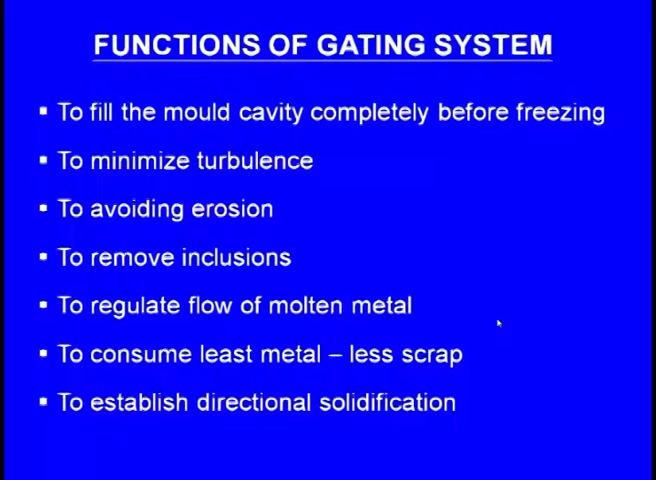 FUNCTIONS OF GATING SYSTEM
▪ To fill the mould cavity completely before freezing
▪ To minimize turbulence
▪ To avoiding erosion
▪ To remove inclusions
▪ To regulate flow of molten metal
▪ To consume least metal – less scrap
▪ To establish directional solidification